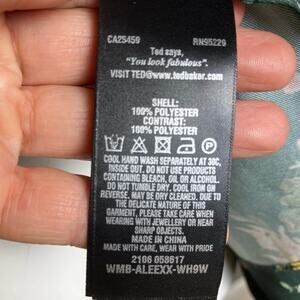 CA25459 RN95229
Ted says,
"You look fabulous".
VISIT TED@www.tedbaker.com
SHELL:
100% POLYESTER
CONTRAST:
100% POLYESTER
COOL HAND WASH SEPARATELY AT 30C,
INSIDE OUT. DO NOT USE PRODUCTS
CONTAINING BLEACH, OIL OR ALCOHOL.
DO NOT TUMBLE DRY. COOL IRON ON
REVERSE. MAY BE DRY CLEANED. DUE TO
THE DELICATE NATURE OF THIS
GARMENT, PLEASE TAKE CARE WHEN
WEARING WITH JEWELLERY OR NEAR
SHARP OBJECTS.
MADE IN CHINA
MADE WITH CARE, WEAR WITH PRIDE
2106 058617
WMB-ALEEXX-WH9W